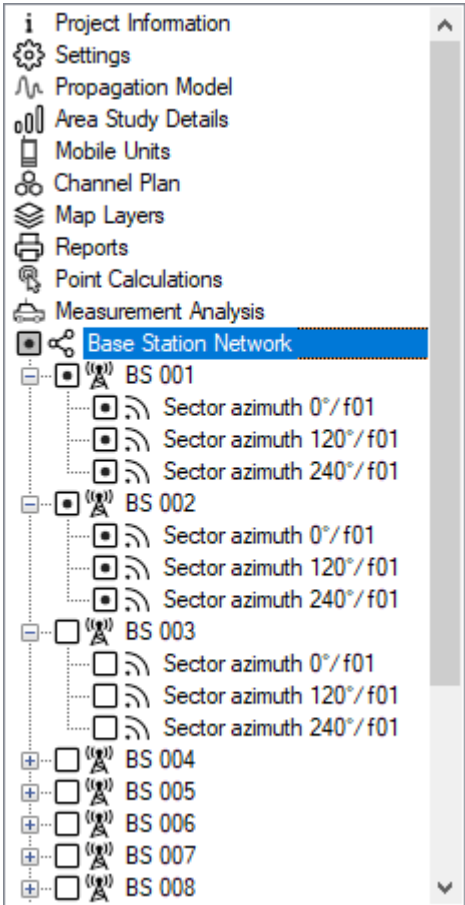 Project Information
Settings
Propagation Model
Area Study Details
Mobile Units
Channel Plan
Map Layers
Reports
Point Calculations
Measurement Analysis
Base Station Network
BS 001
Sector azimuth 0°/f01
Sector azimuth 120°/f01
Sector azimuth 240°/f01
BS 002
Sector azimuth 0°/f01
Sector azimuth 120°/f01
Sector azimuth 240°/f01
BS 003
Sector azimuth 0°/f01
Sector azimuth 120°/f01
Sector azimuth 240°/f01
BS 004
BS 005
BS 006
BS 007
BS 008